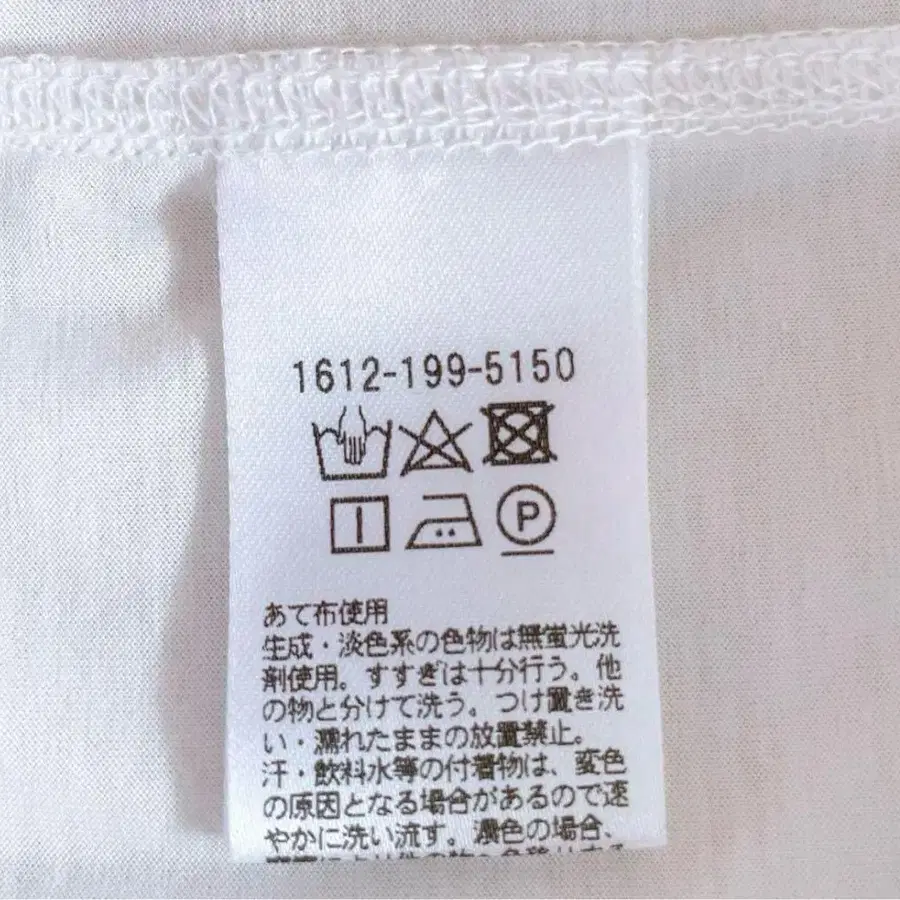 1612-199-5150
P
あて布使用
生成・淡色系の色物は無蛍光洗
剤使用。すすぎは十分行う。他
の物と分けて洗う。つけ置き洗
い・濡れたままの放置禁止。
汗・飲料水等の付着物は、変色
の原因となる場合があるので速
やかに洗い流す。濃色の場合、